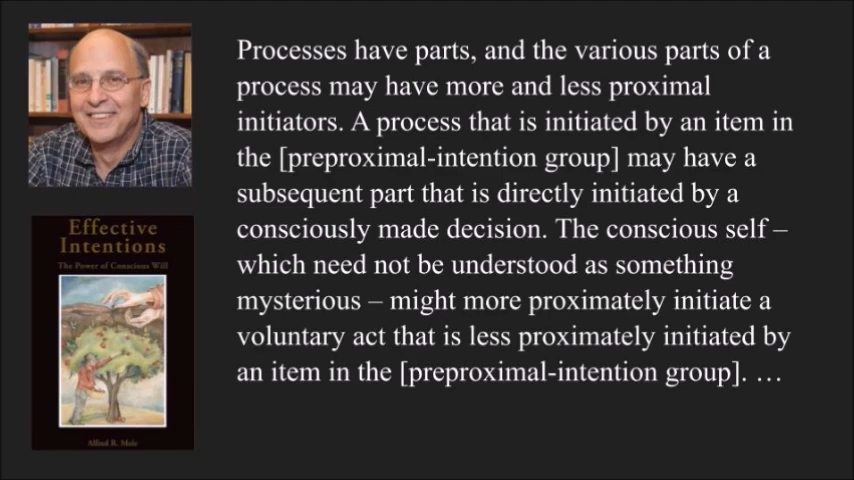 Processes have parts, and the various parts of a
process may have more and less proximal
initiators. A process that is initiated by an item in
the [preproximal-intention group] may have a
subsequent part that is directly initiated by a
consciously made decision. The conscious self –
which need not be understood as something
mysterious – might more proximately initiate a
voluntary act that is less proximately initiated by
an item in the [preproximal-intention group]. …
Effective
Intentions
The Power of Conscious Will
Alfred R. Mele